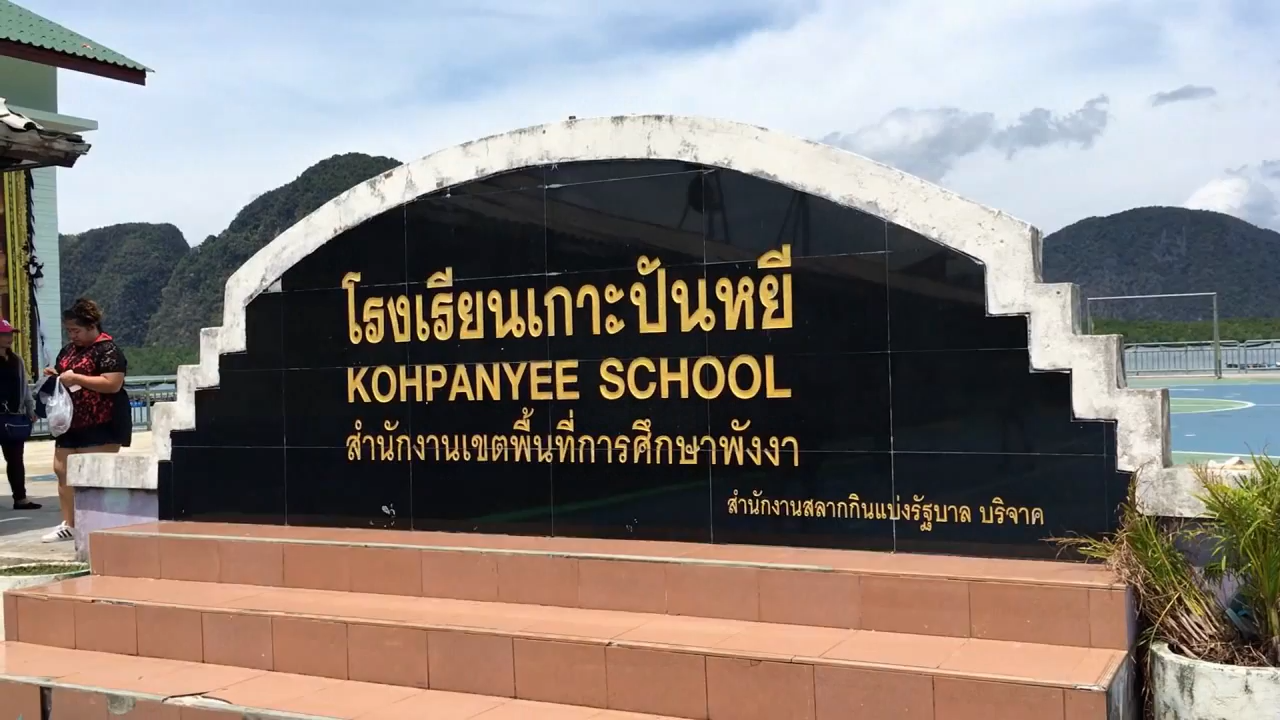 โรงเรียนเกาะปันหยี
KOHPANYEE SCHOOL
สำนักงานเขตพื้นที่การศึกษาพังงา
สำนักงานสลากกินแบ่งรัฐบาล บริจาค